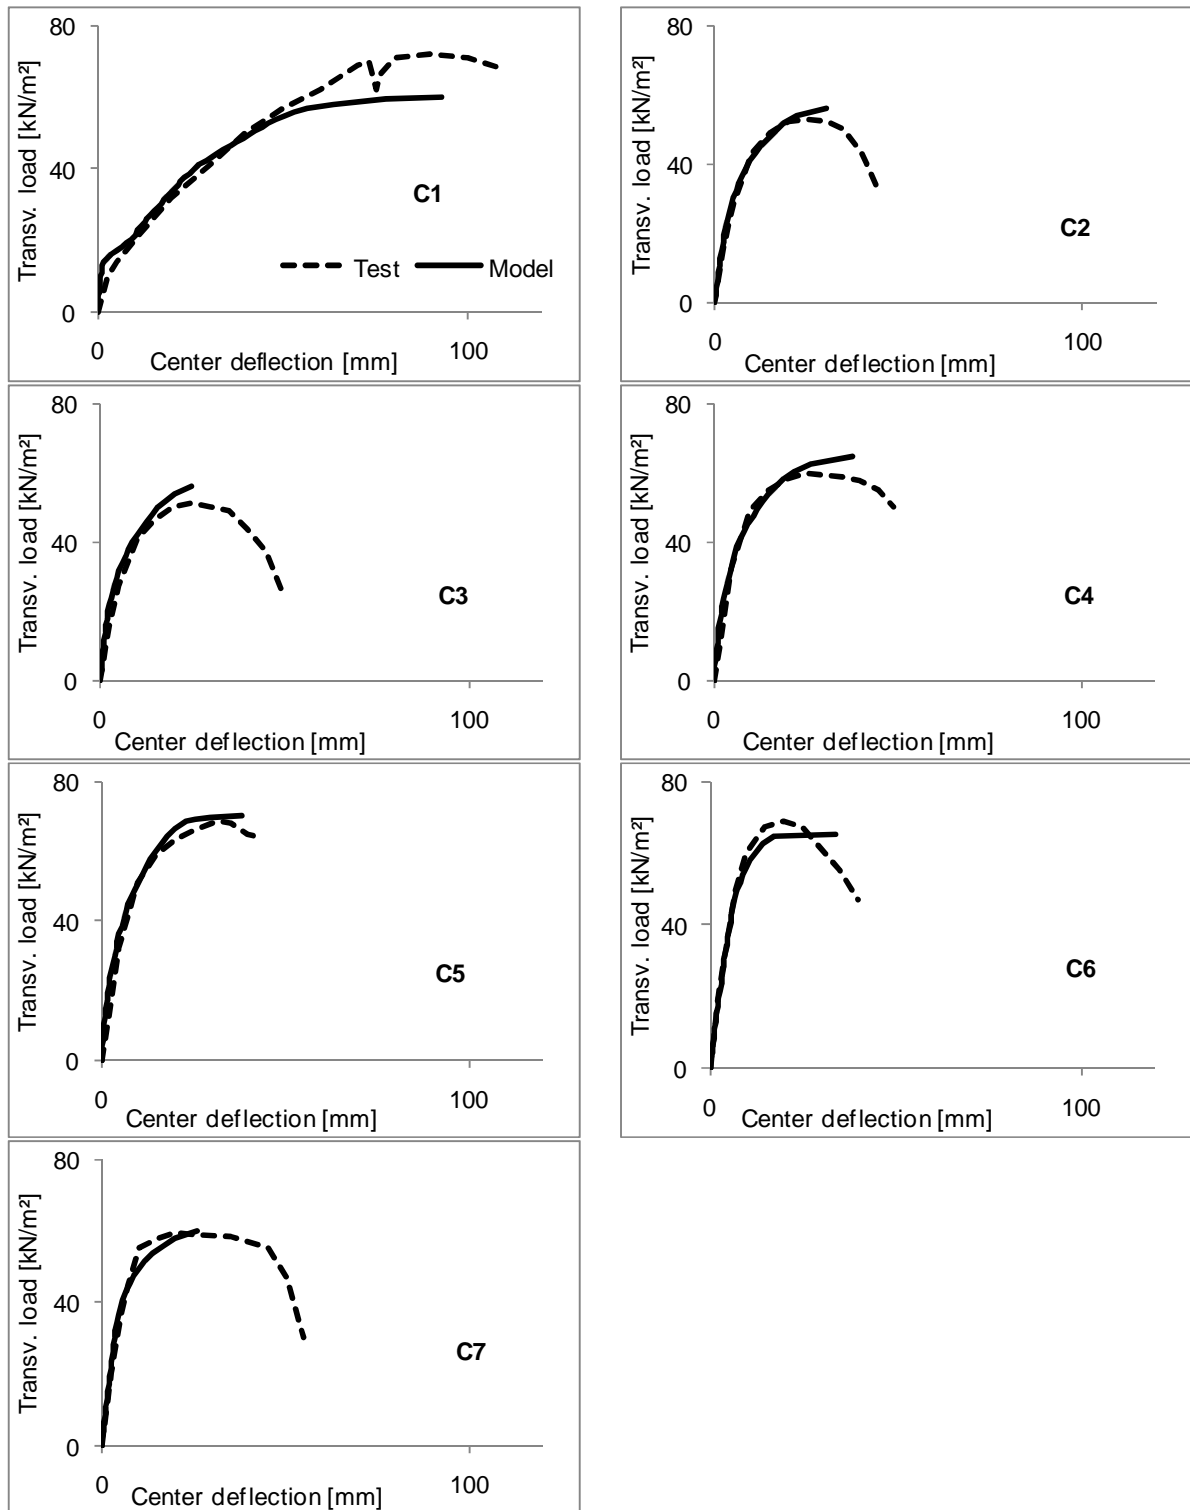 80
Transv. load [kN/m²]
40
C1
Test
Model
0
0
100
Center deflection [mm]
80
Transv. load [kN/m²]
40
C2
0
0
100
Center deflection [mm]
80
Transv. load [kN/m²]
40
C3
0
0
100
Center deflection [mm]
80
Transv. load [kN/m²]
40
C4
0
0
100
Center deflection [mm]
80
Transv. load [kN/m²]
40
C5
0
0
100
Center deflection [mm]
80
Transv. load [kN/m²]
40
C6
0
0
100
Center deflection [mm]
80
Transv. load [kN/m²]
40
C7
0
0
100
Center deflection [mm]